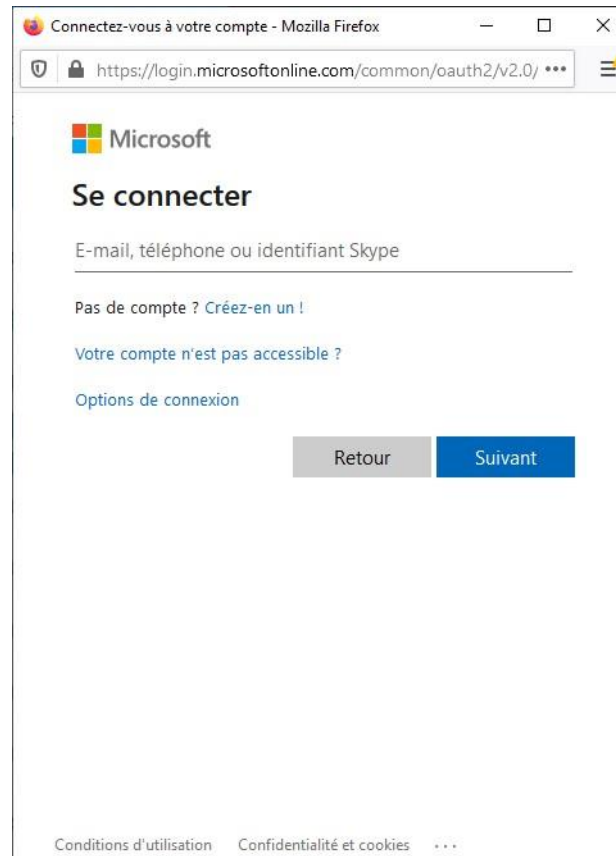 Connectez-vous à votre compte - Mozilla Firefox
https://login.microsoftonline.com/common/oauth2/v2.0/
Microsoft
Se connecter
E-mail, téléphone ou identifiant Skype
Pas de compte ? Créez-en un !
Votre compte n'est pas accessible ?
Options de connexion
Retour Suivant
Conditions d'utilisation Confidentialité et cookies ...